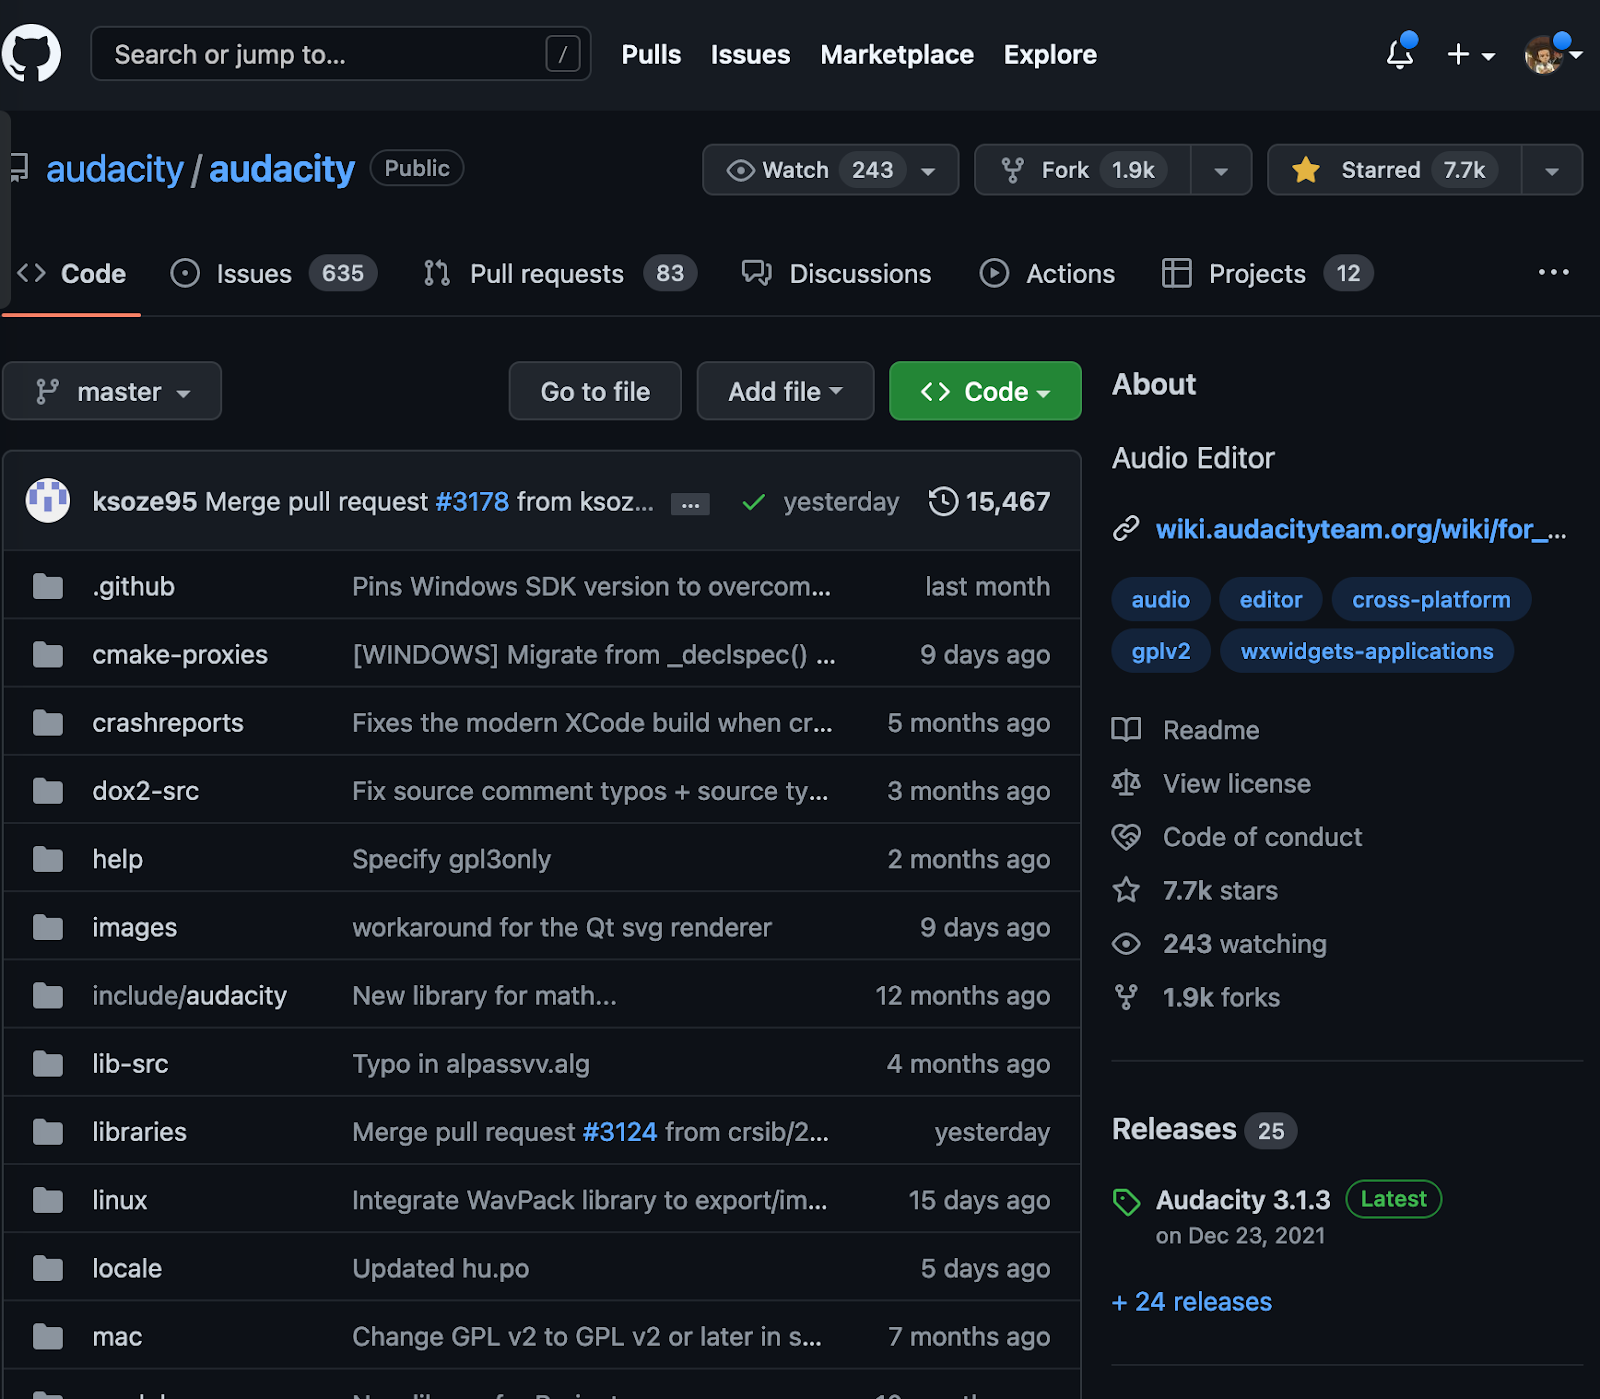 Search or jump to... /
Pulls Issues Marketplace Explore
audacity / audacity Public
Watch 243 Fork 1.9k Starred 7.7k
Code Issues 635 Pull requests 83 Discussions Actions Projects 12 ...
master Go to file Add file Code
ksoze95 Merge pull request #3178 from ksoz... ... yesterday 15,467
.github Pins Windows SDK version to overcom... last month
cmake-proxies [WINDOWS] Migrate from _declspec() ... 9 days ago
crashreports Fixes the modern XCode build when cr... 5 months ago
dox2-src Fix source comment typos + source ty... 3 months ago
help Specify gpl3only 2 months ago
images workaround for the Qt svg renderer 9 days ago
include/audacity New library for math... 12 months ago
lib-src Typo in alpassvv.alg 4 months ago
libraries Merge pull request #3124 from crsib/2... yesterday
linux Integrate WavPack library to export/im... 15 days ago
locale Updated hu.po 5 days ago
mac Change GPL v2 to GPL v2 or later in s... 7 months ago
About
Audio Editor
wiki.audacityteam.org/wiki/for_...
audio editor cross-platform
gplv2 wxwidgets-applications
Readme
View license
Code of conduct
7.7k stars
243 watching
1.9k forks
Releases 25
Audacity 3.1.3 Latest
on Dec 23, 2021
+ 24 releases